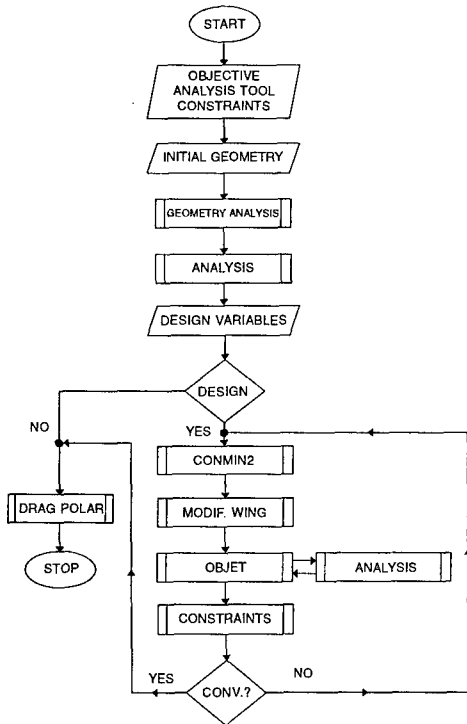 START
OBJECTIVE
ANALYSIS TOOL
CONSTRAINTS
INITIAL GEOMETRY
GEOMETRY ANALYSIS
ANALYSIS
DESIGN VARIABLES
DESIGN
NO
YES
CONMIN2
DRAG POLAR
MODIF. WING
STOP
OBJET
ANALYSIS
CONSTRAINTS
YES
CONV.?
NO